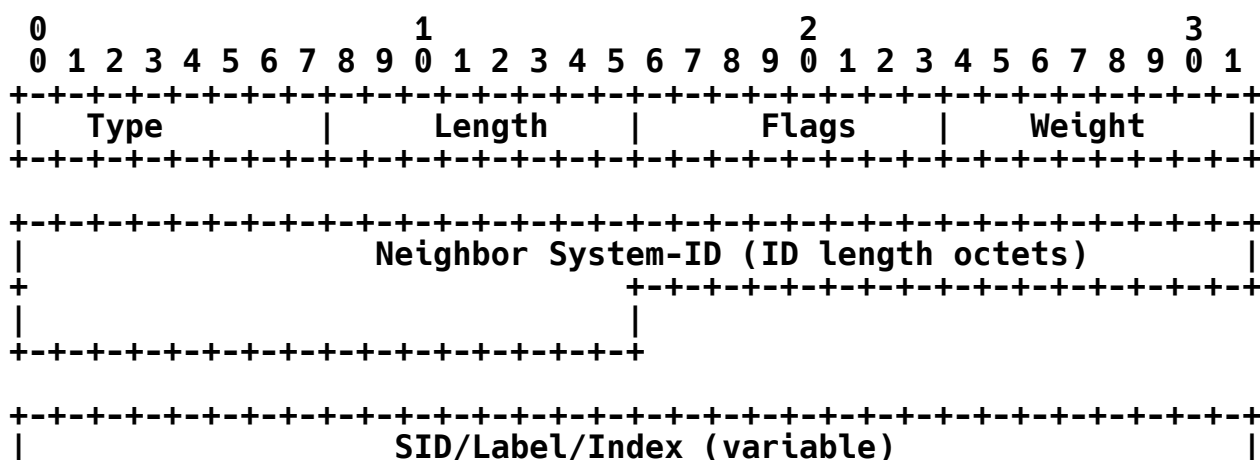 0                   1                   2                   3
 0 1 2 3 4 5 6 7 8 9 0 1 2 3 4 5 6 7 8 9 0 1 2 3 4 5 6 7 8 9 0 1
+-+-+-+-+-+-+-+-+-+-+-+-+-+-+-+-+-+-+-+-+-+-+-+-+-+-+-+-+-+-+-+-+
|   Type        |     Length    |      Flags    |    Weight     |
+-+-+-+-+-+-+-+-+-+-+-+-+-+-+-+-+-+-+-+-+-+-+-+-+-+-+-+-+-+-+-+-+
+-+-+-+-+-+-+-+-+-+-+-+-+-+-+-+-+-+-+-+-+-+-+-+-+-+-+-+-+-+-+-+-+
|                  Neighbor System-ID (ID length octets)        |
+                               +-+-+-+-+-+-+-+-+-+-+-+-+-+-+-+-+
|                               |
+-+-+-+-+-+-+-+-+-+-+-+-+-+-+-+-+
+-+-+-+-+-+-+-+-+-+-+-+-+-+-+-+-+-+-+-+-+-+-+-+-+-+-+-+-+-+-+-+-+
|                   SID/Label/Index (variable)                  |